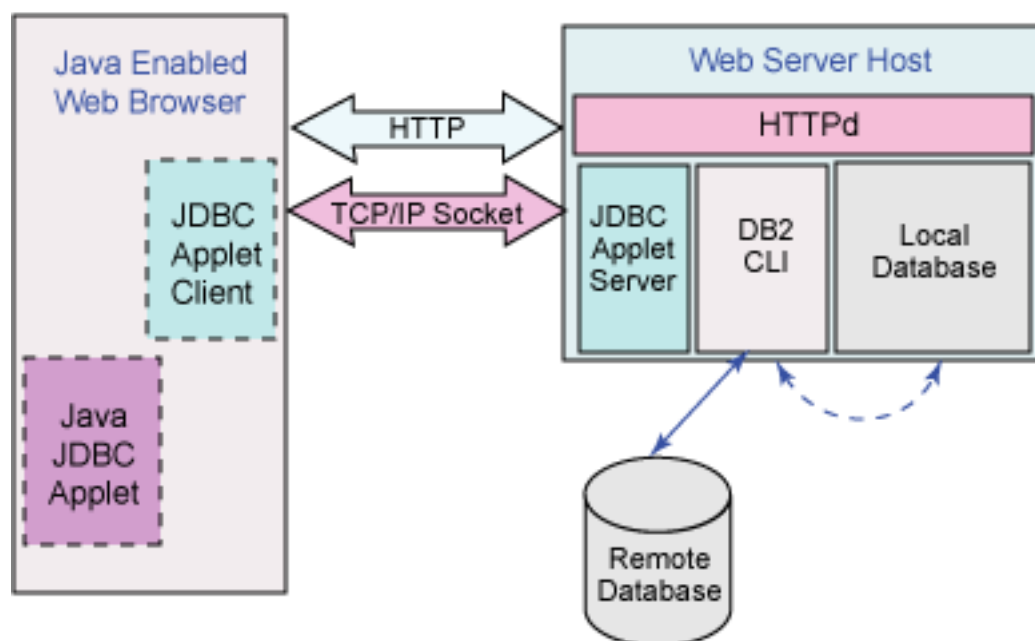 Java Enabled
Web Browser
JDBC
Applet
Client
Java
JDBC
Applet
HTTP
TCP/IP Socket
Web Server Host
HTTPd
JDBC
Applet
Server
DB2
CLI
Local
Database
Remote
Database